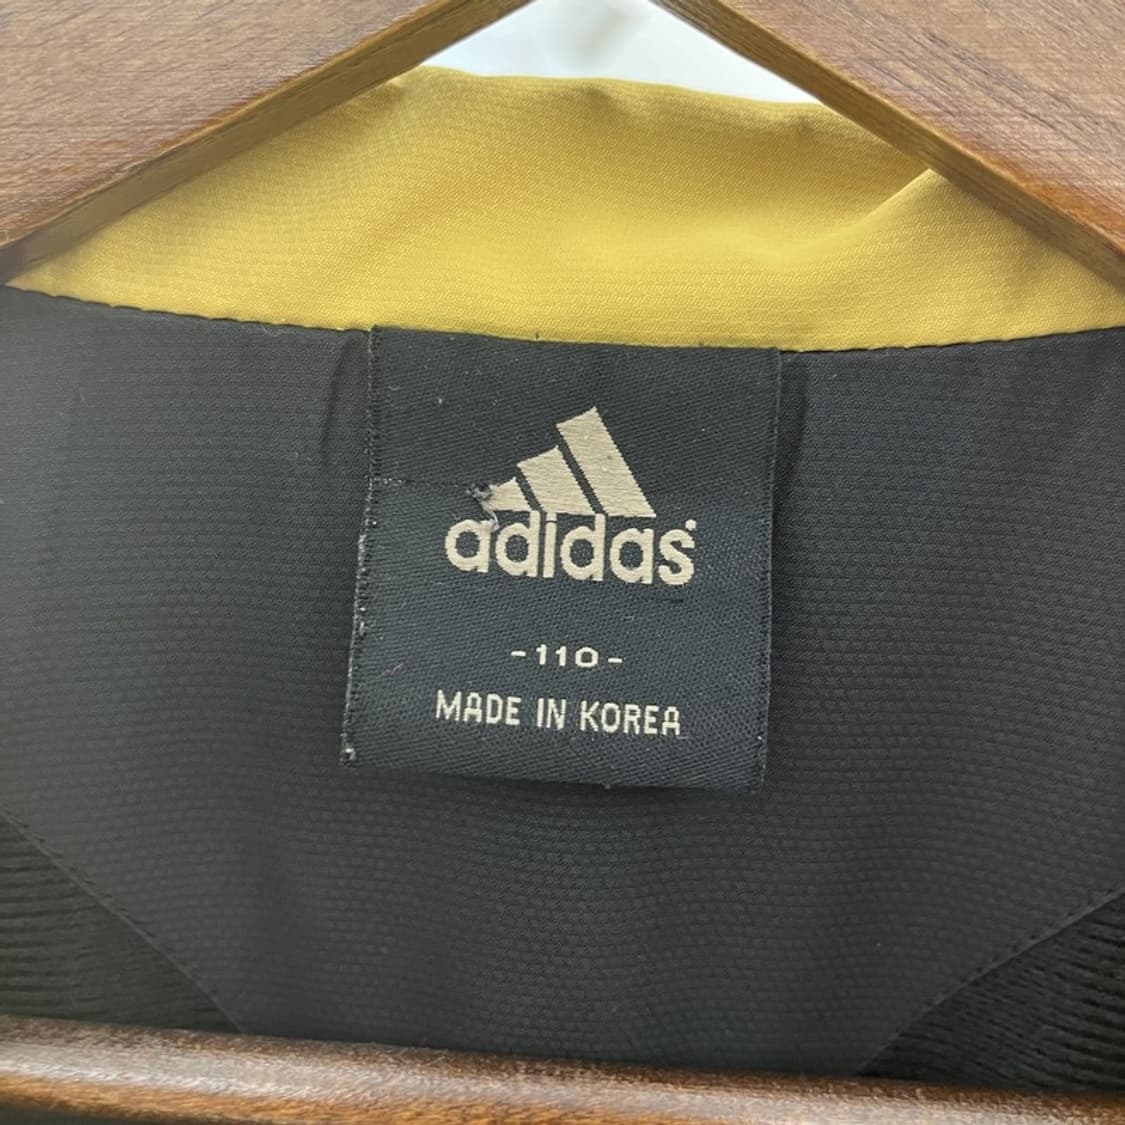 adidas
-110-
MADE IN KOREA